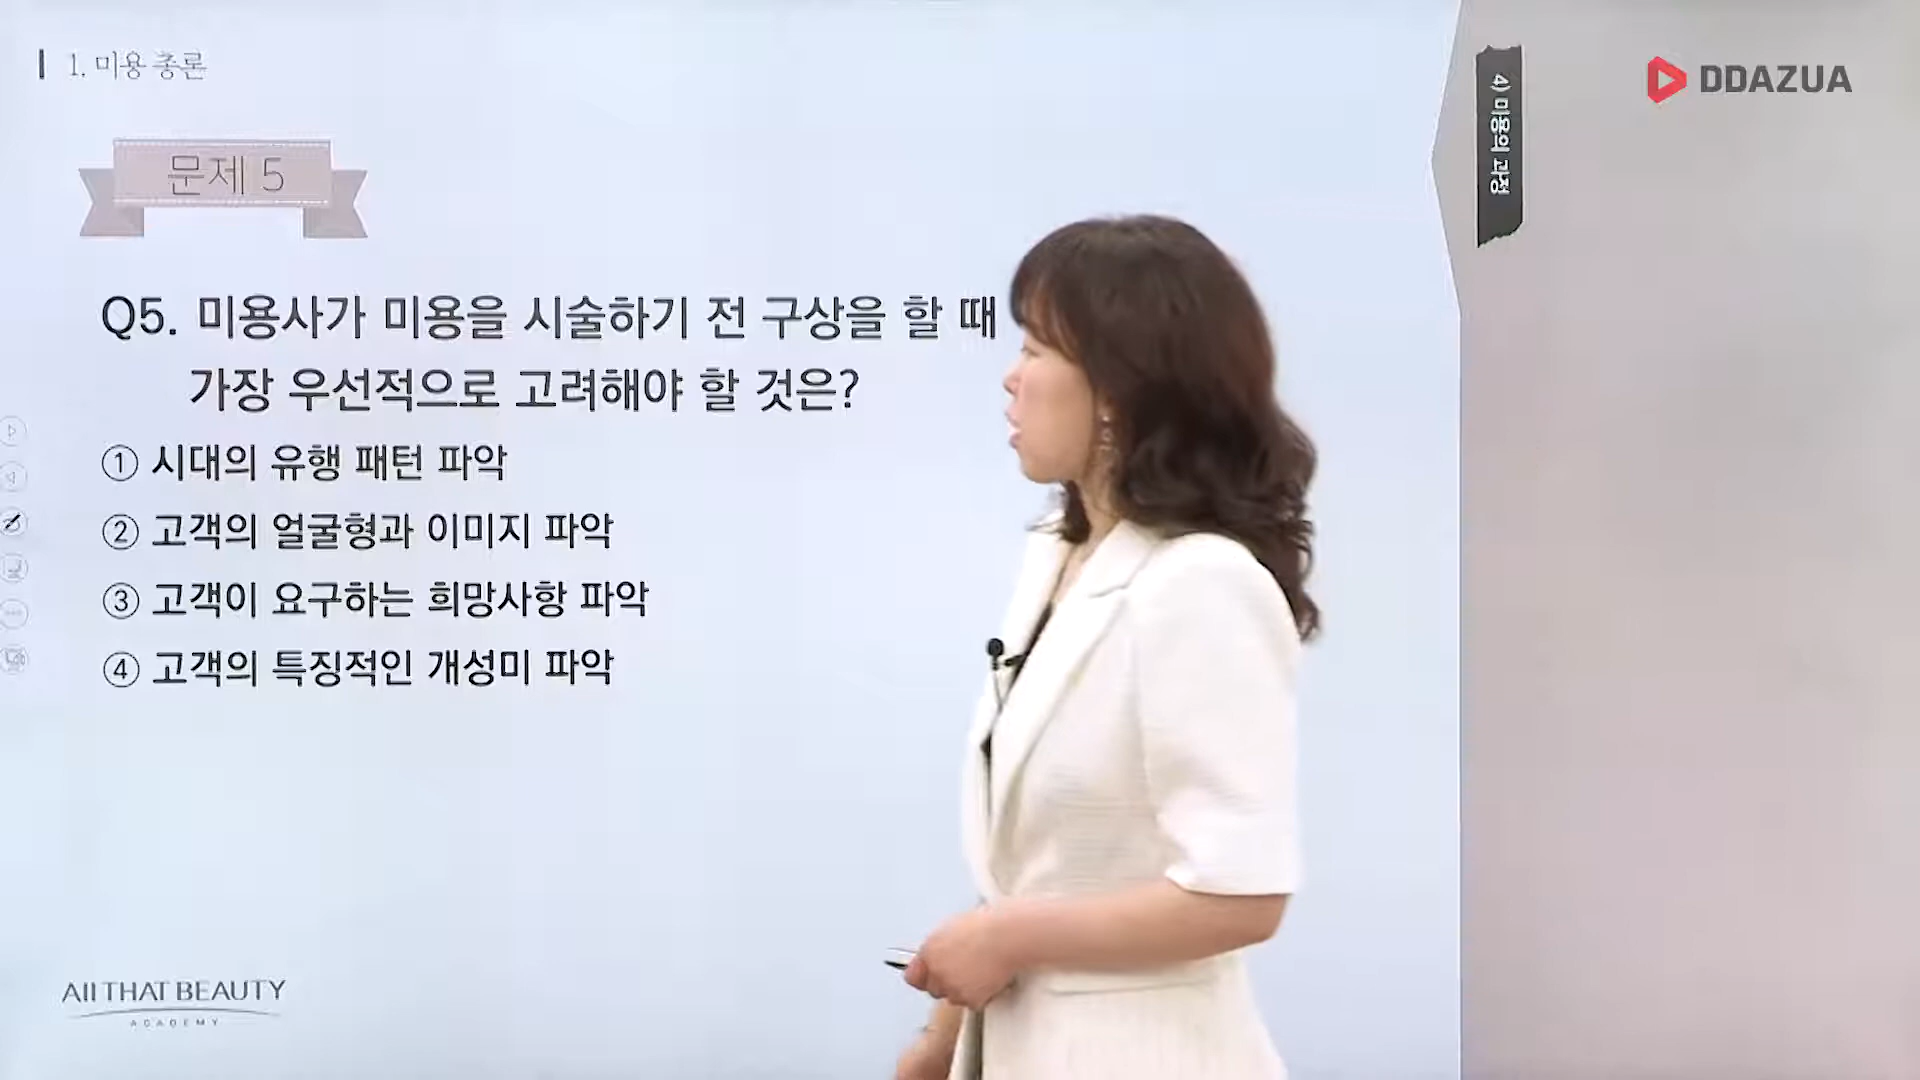 1. 미용 총론
4) 미용의 과정
DDAZUA
문제 5
Q5. 미용사가 미용을 시술하기 전 구상을 할 때
가장 우선적으로 고려해야 할 것은?
① 시대의 유행 패턴 파악
② 고객의 얼굴형과 이미지 파악
③ 고객이 요구하는 희망사항 파악
④ 고객의 특징적인 개성미 파악
All THAT BEAUTY
ACADEMY